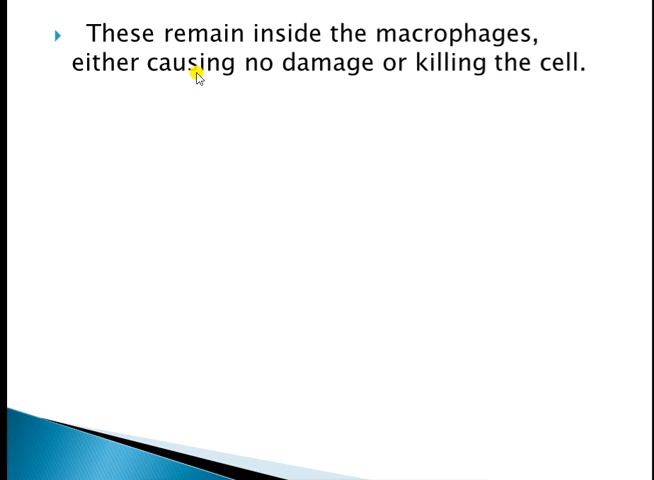 These remain inside the macrophages,
either causing no damage or killing the cell.